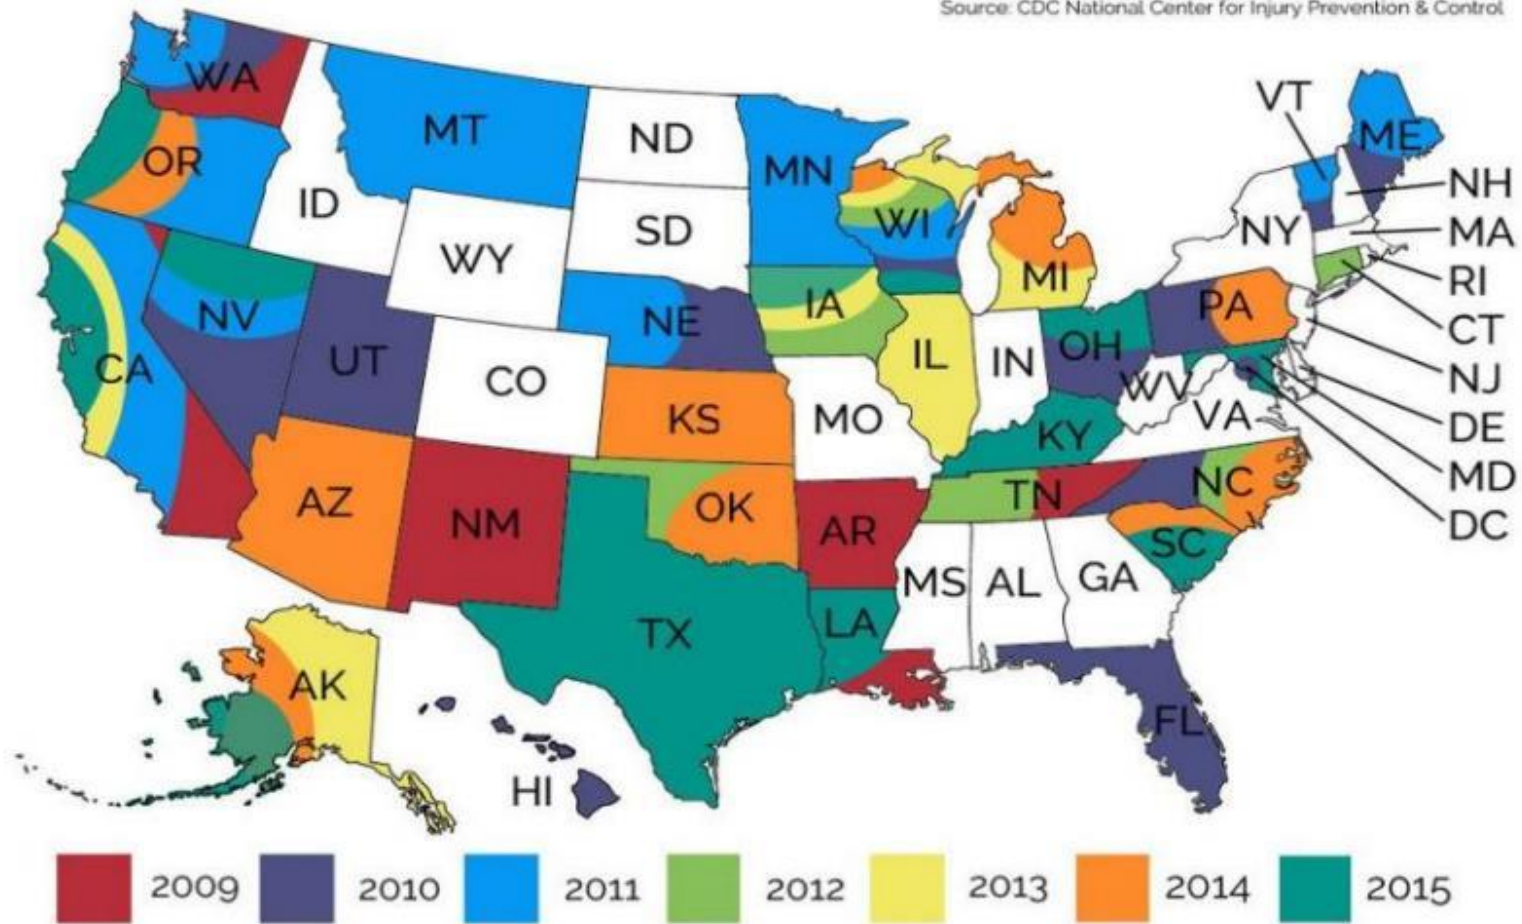 Source: CDC National Center for Injury Prevention & Control
WA
MT
ND
MN
VT
ME
OR
ID
SD
WI
NH
WY
NY
MA
MI
RI
NV
NE
IA
PA
CT
CA
UT
CO
IL
IN
OH
NJ
KS
MO
WV
VA
DE
KY
MD
AZ
NM
OK
AR
TN
NC
DC
SC
MS
AL
GA
TX
LA
AK
FL
HI
2009
2010
2011
2012
2013
2014
2015